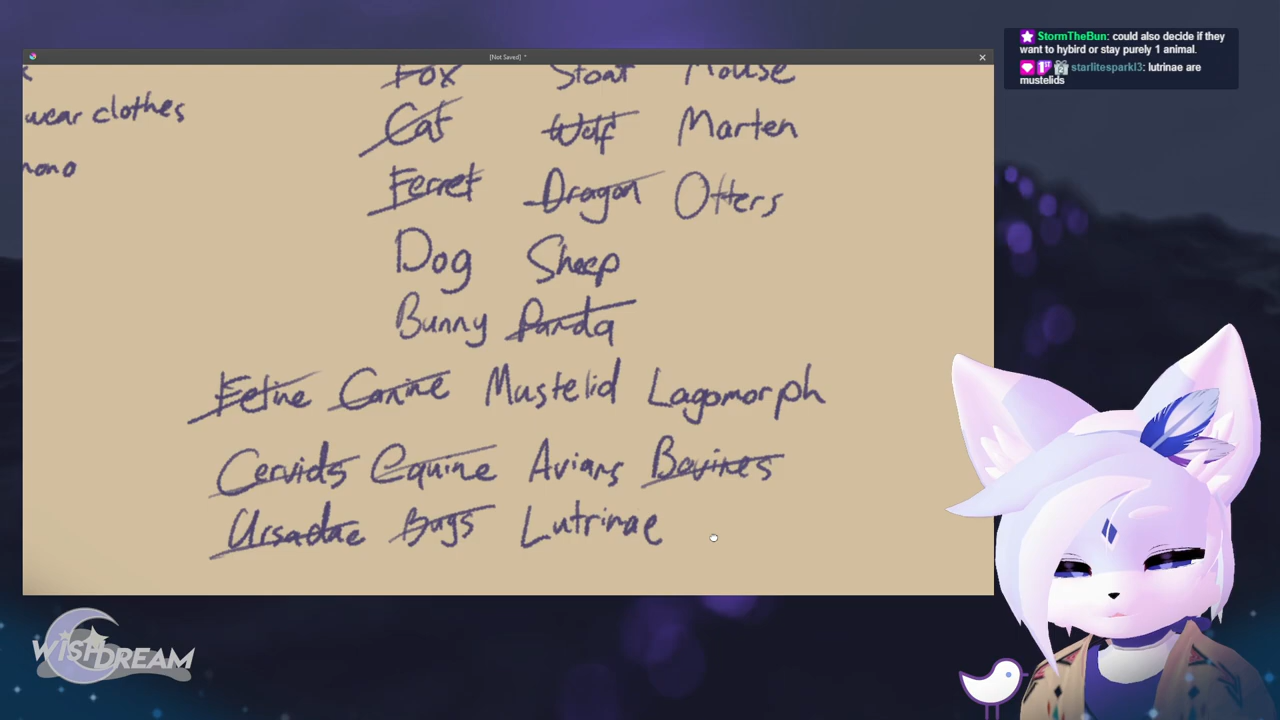 [Not Saved] *
Fox Stoat Mouse
wear clothes
Cat Wolf Marten
Ferret Dragon Otters
Dog Sheep
Bunny Panda
Feline Canine Mustelid Lagomorph
Cervids Equine Avians Bovines
Ursadae Bugs Lutrinae
StormTheBun: could also decide if they
want to hybird or stay purely 1 animal.
starlitesparkl3: lutrinae are
mustelids
WISHDREAM